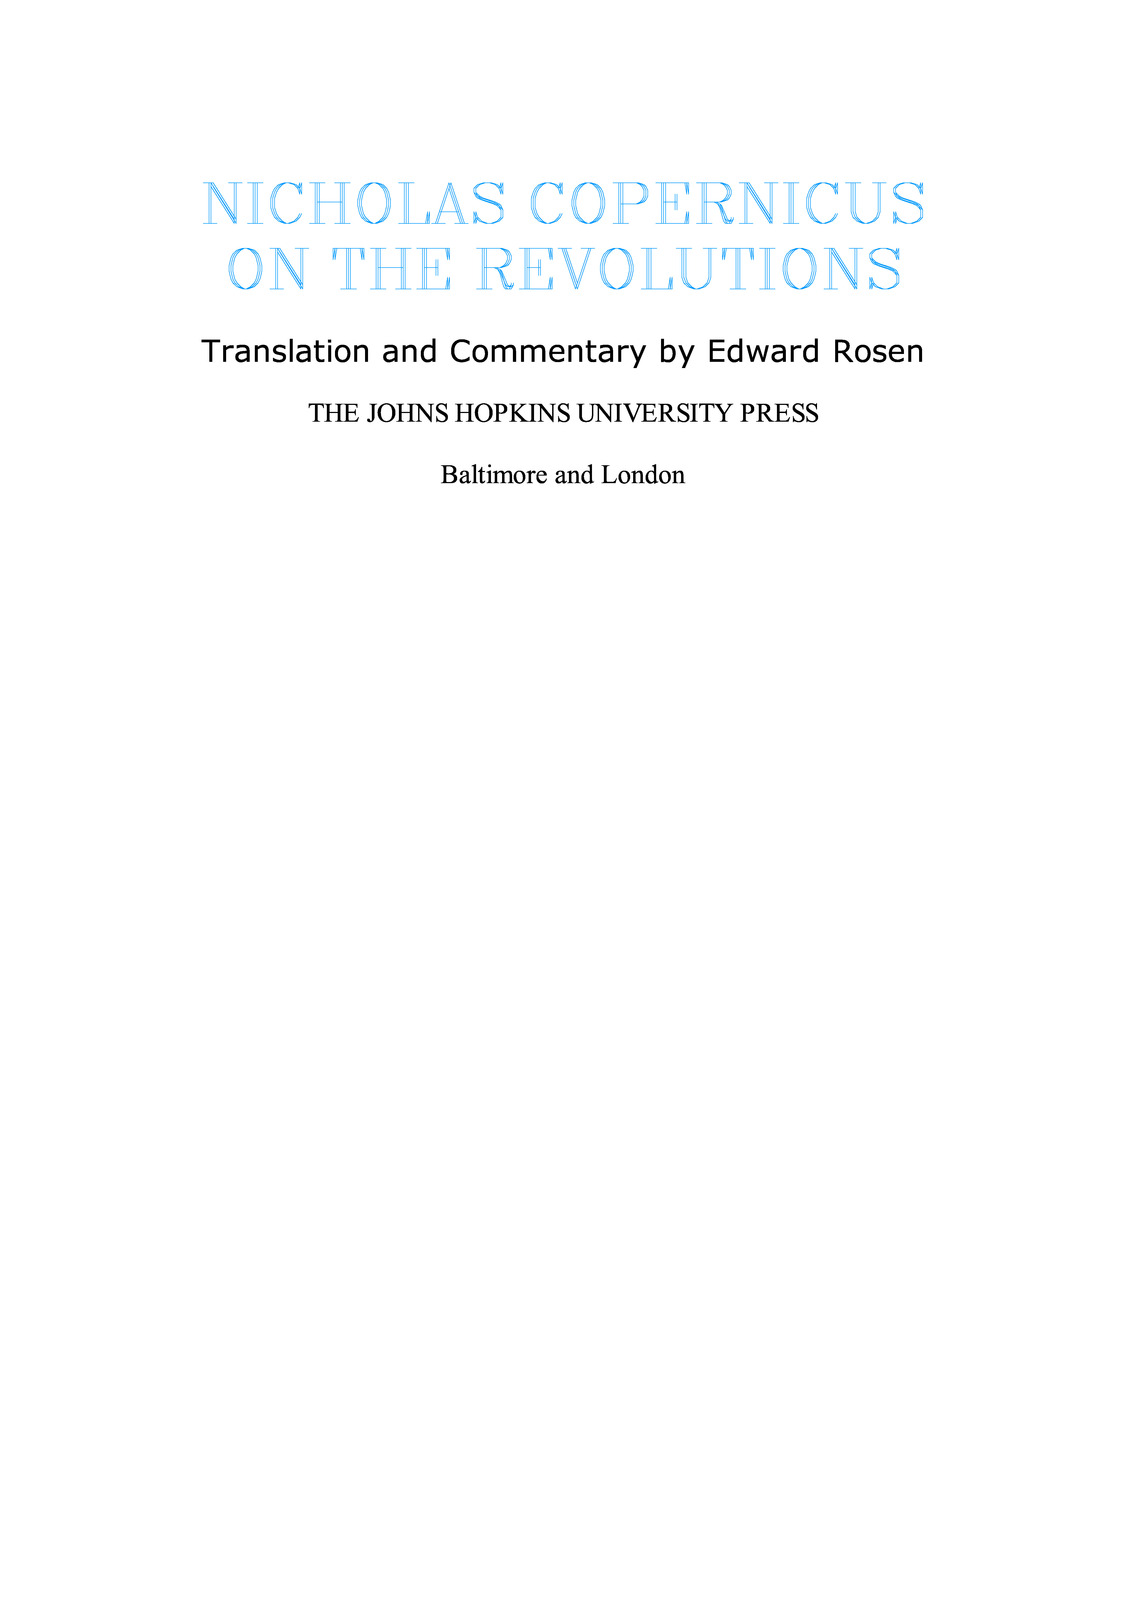 NICHOLAS COPERNICUS
ON THE REVOLUTIONS
Translation and Commentary by Edward Rosen
THE JOHNS HOPKINS UNIVERSITY PRESS
Baltimore and London